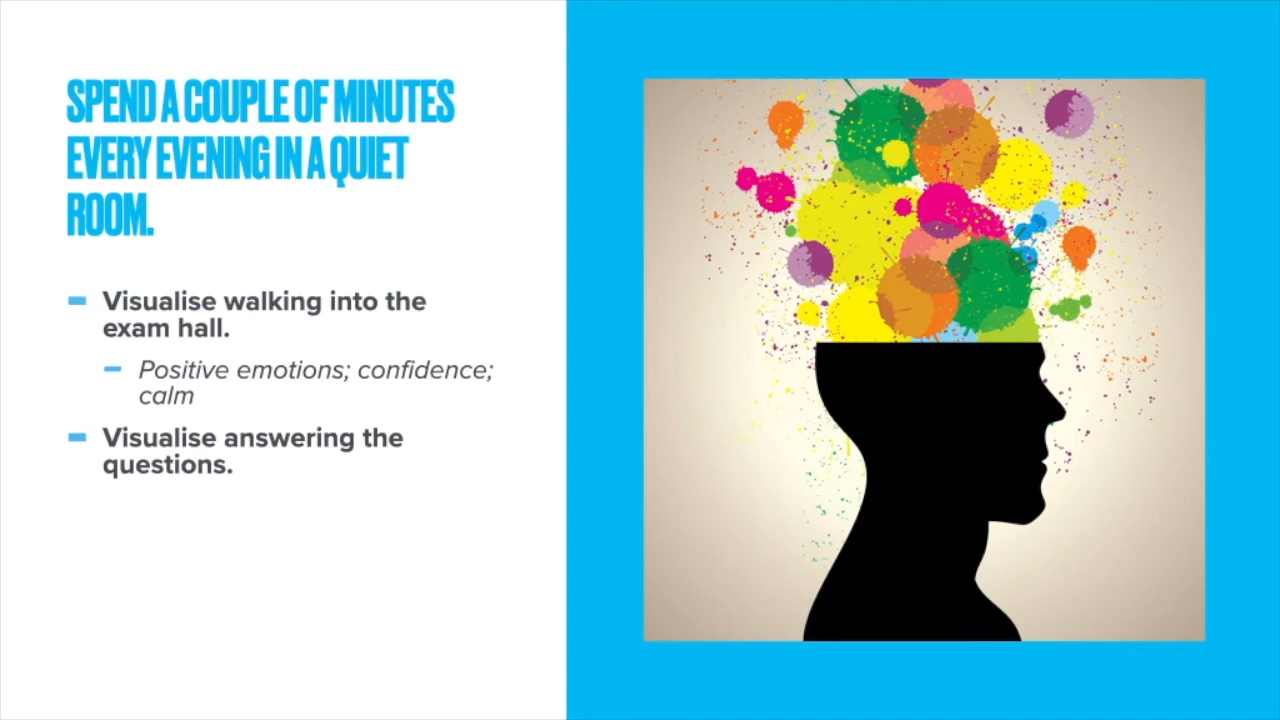 SPEND A COUPLE OF MINUTES
EVERY EVENING IN A QUIET
ROOM.
Visualise walking into the
exam hall.
Positive emotions; confidence;
calm
Visualise answering the
questions.